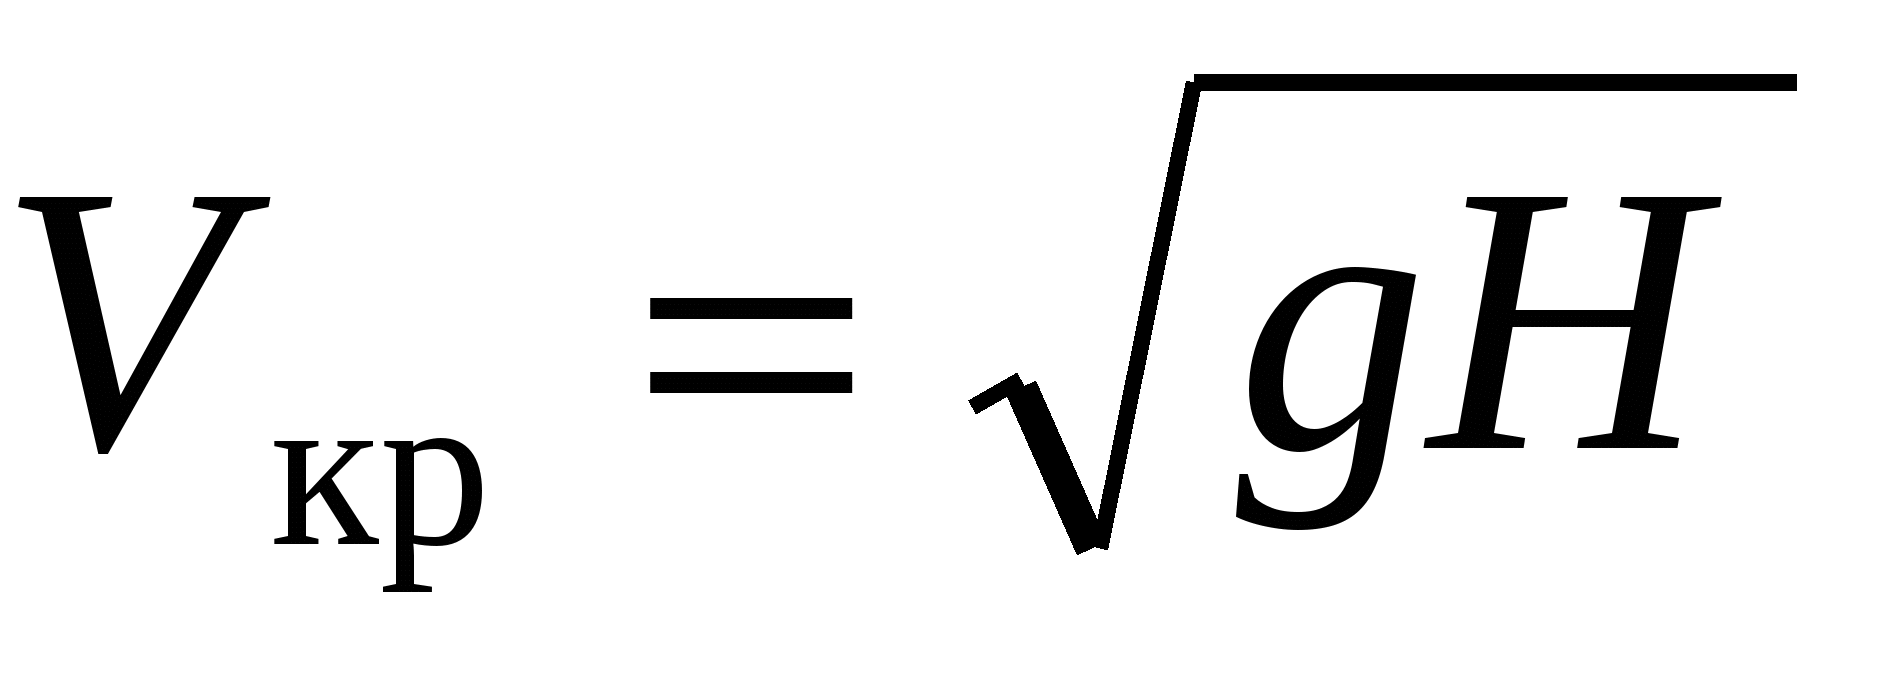 Vкр = √gH